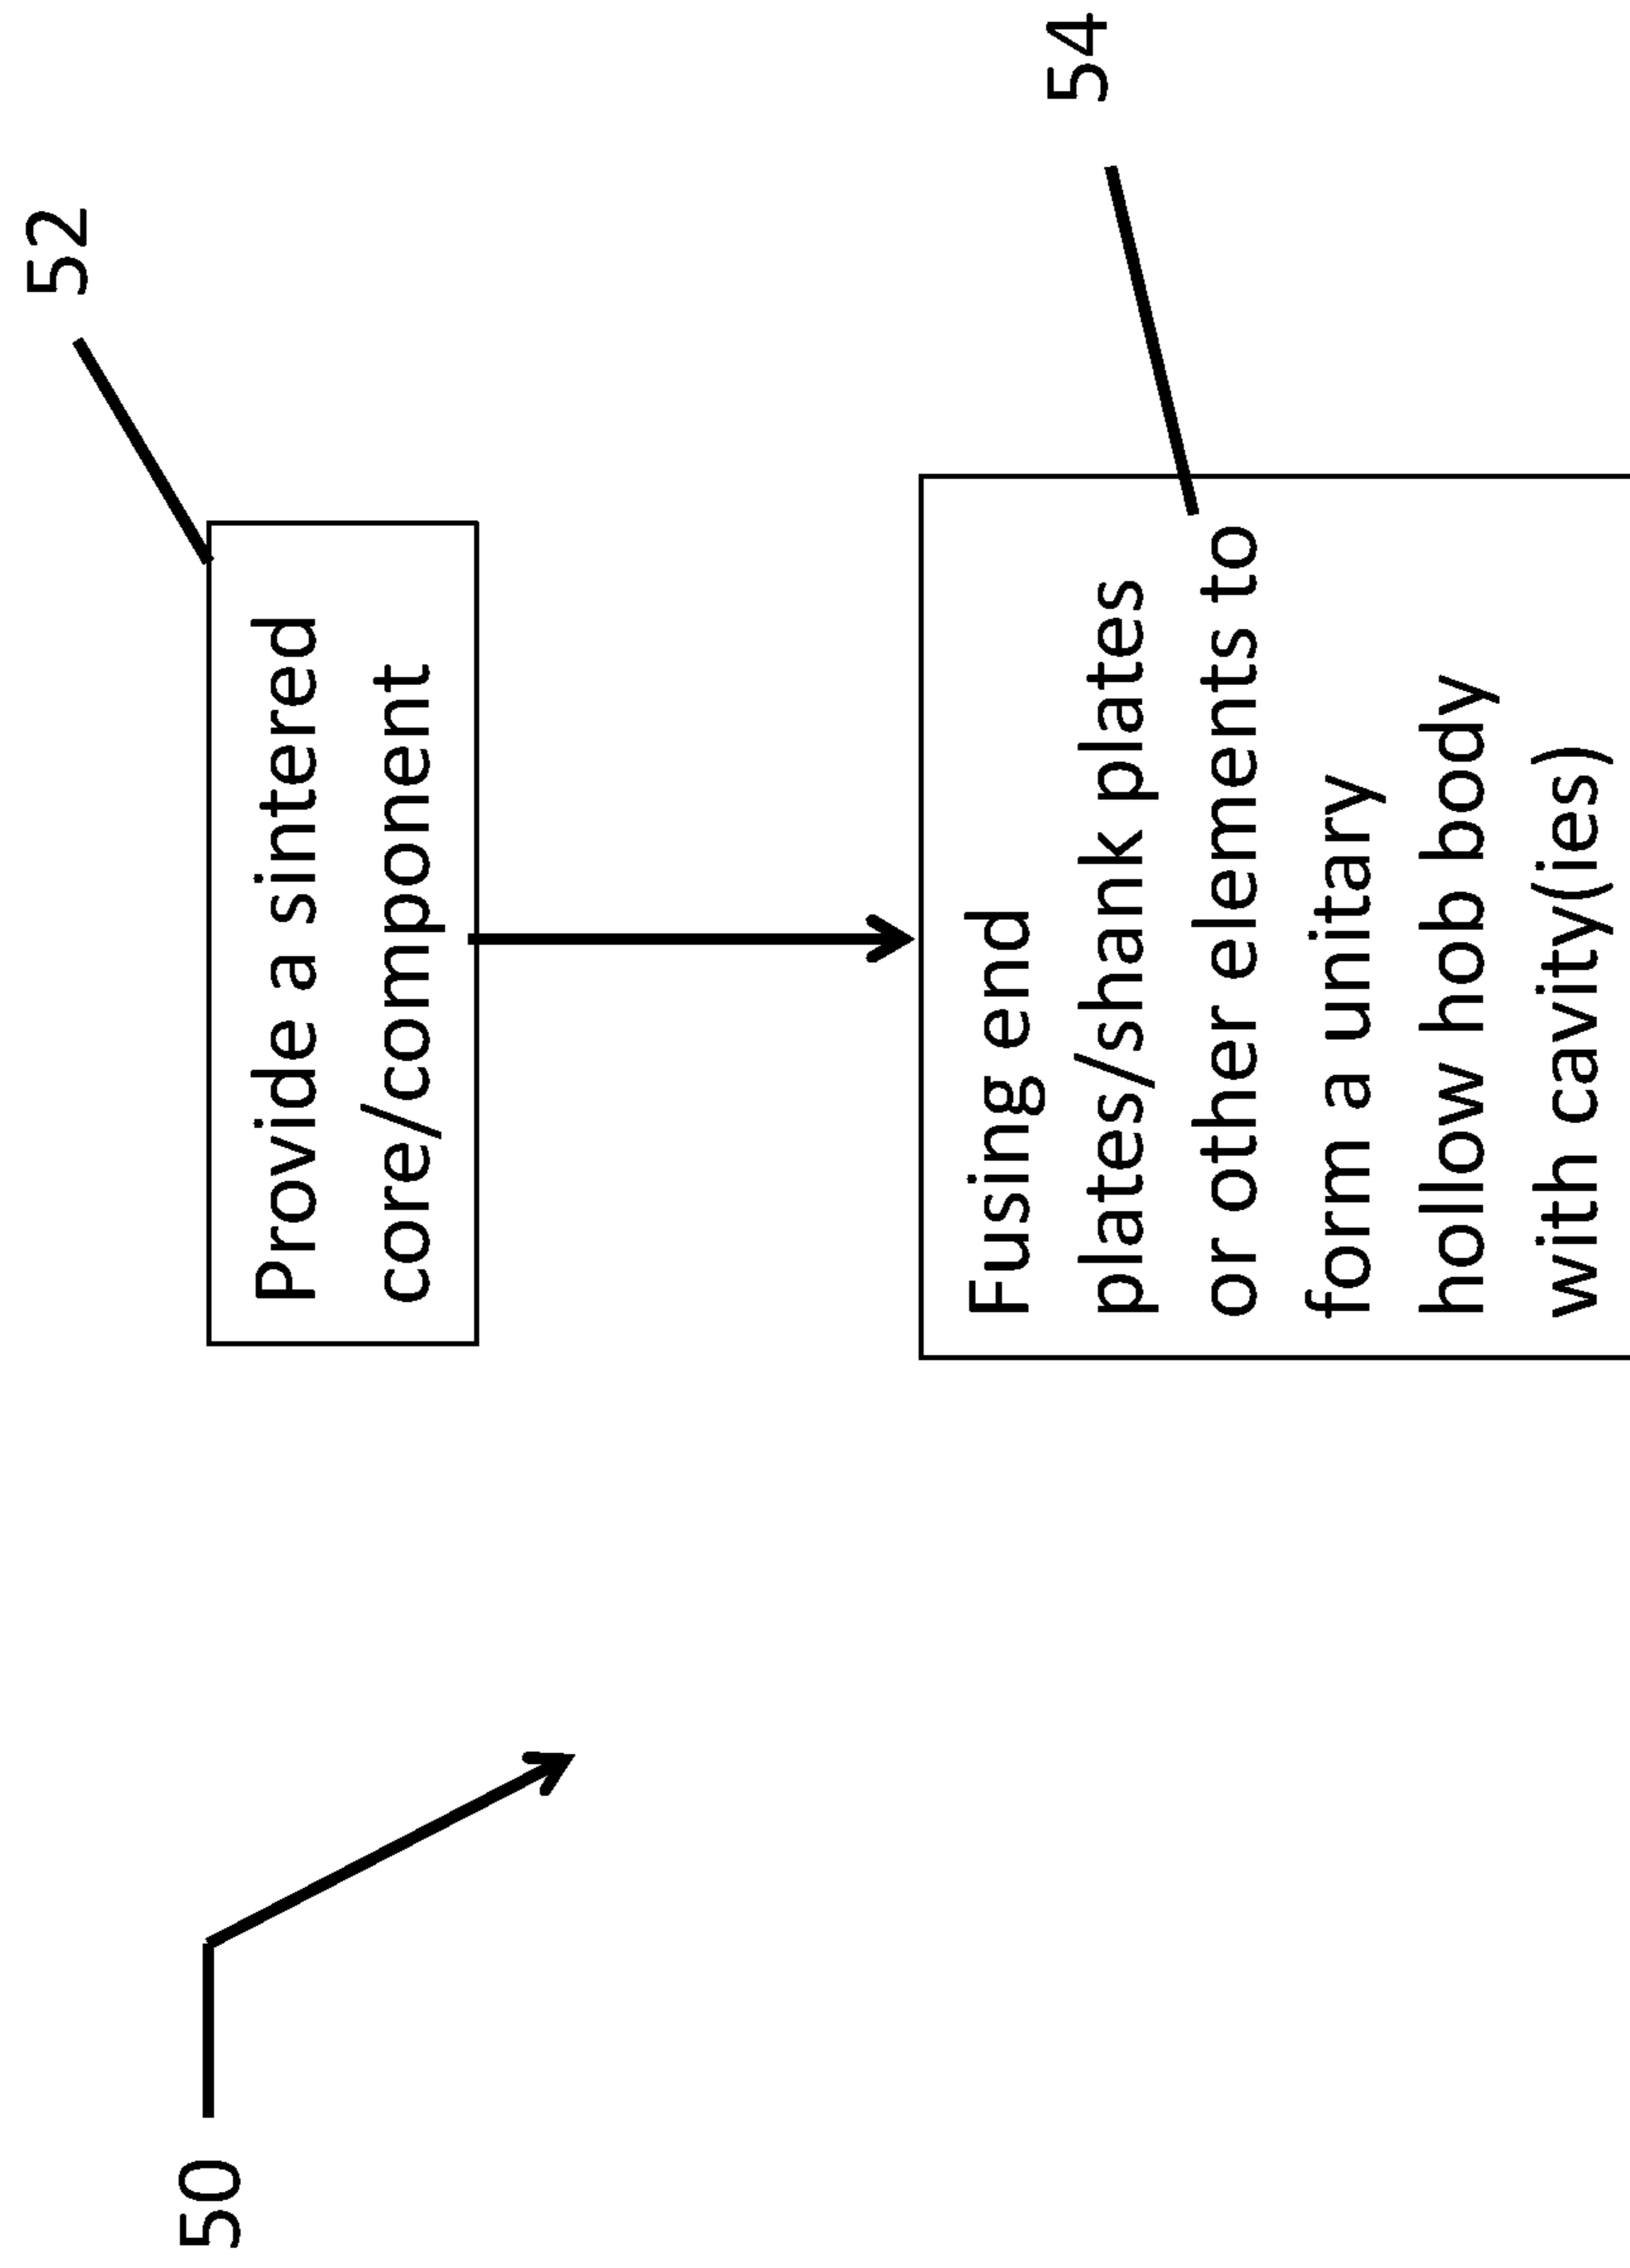 50
52
Provide a sintered
core/component
54
Fusing end
plates/shank plates
or other elements to
form a unitary
hollow hob body
with cavity(ies)